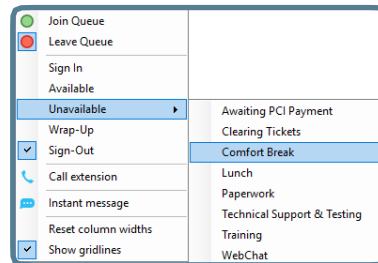 Join Queue
Leave Queue
Sign In
Available
Unavailable
Wrap-Up
Sign-Out
Call extension
Instant message
Reset column widths
Show gridlines
Awaiting PCI Payment
Clearing Tickets
Comfort Break
Lunch
Paperwork
Technical Support & Testing
Training
WebChat